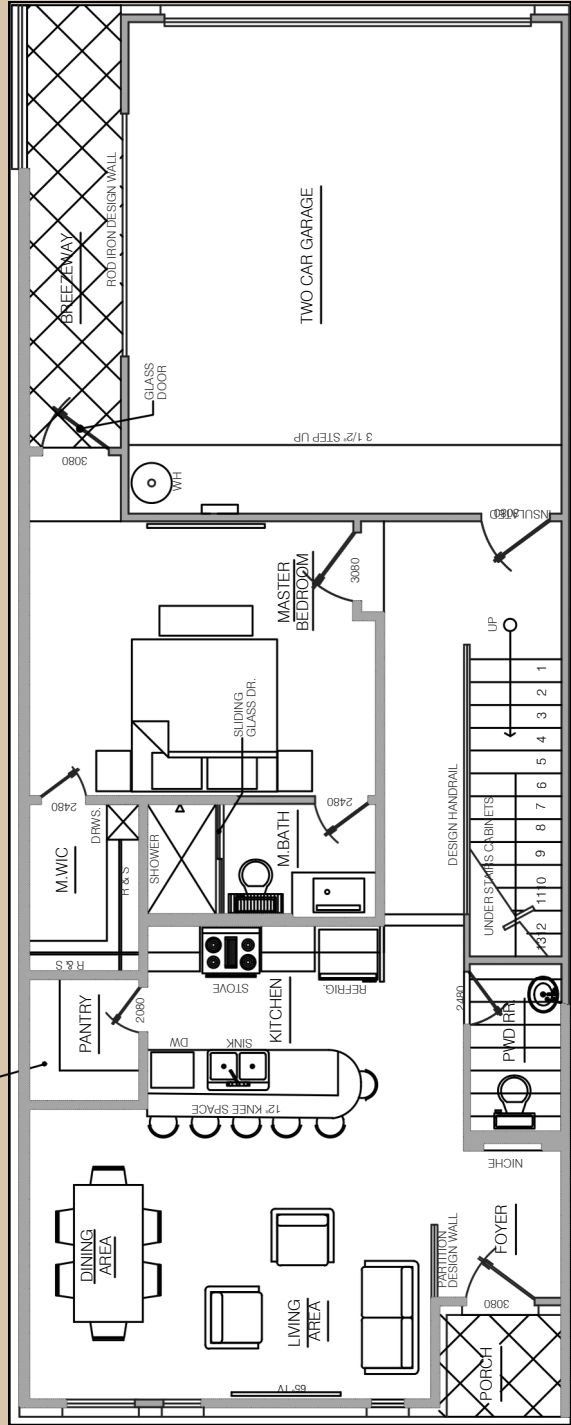 BREEZEWAY
ROD IRON DESIGN WALL
TWO CAR GARAGE
GLASS
DOOR
3080
3 1/2" STEP UP
WH
INSULATED
3080
MASTER
BEDROOM
3080
UP
SLIDING
GLASS DR.
2480
DRWS.
M.WIC
R & S
R & S
SHOWER
M.BATH
2480
DESIGN HANDRAIL
UNDER STAIRS CABINETS
1
2
3
4
5
6
7
8
9
10
11
12
13
STOVE
REFRIG.
KITCHEN
PANTRY
2080
DW
SINK
12" KNEE SPACE
2480
PWD RR.
NICHE
FOYER
PARTITION
DESIGN WALL
3080
DINING
AREA
LIVING
AREA
65" TV
PORCH